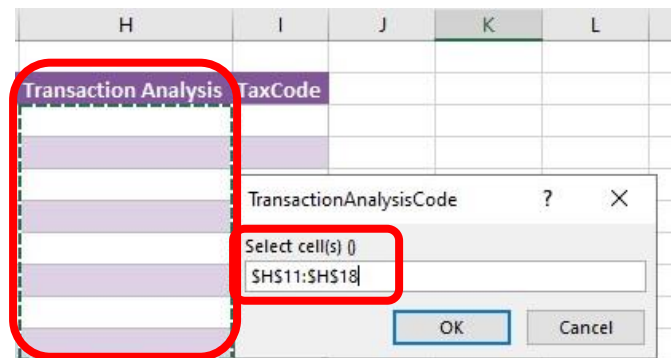 H I J K L
Transaction Analysis TaxCode
TransactionAnalysisCode ? ×
Select cell(s) ()
$H$11:$H$18
OK Cancel